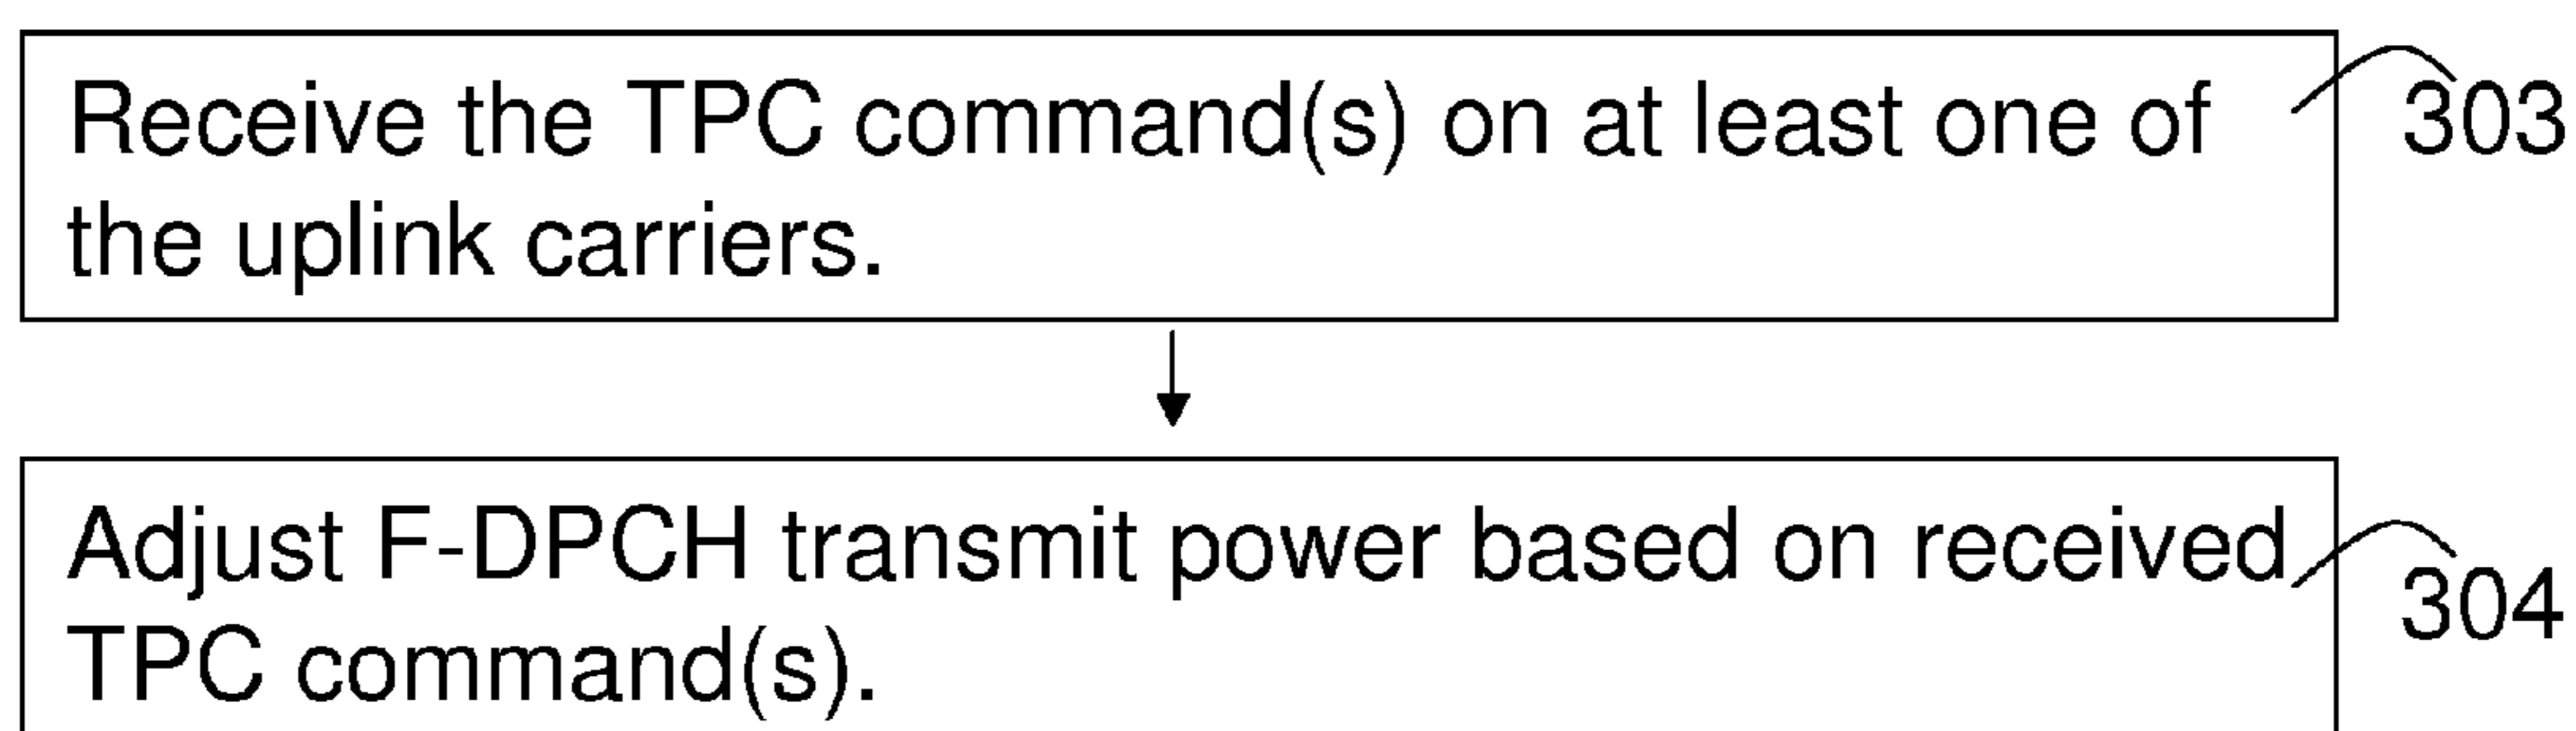 Receive the TPC command(s) on at least one of
303
the uplink carriers.
Adjust F-DPCH transmit power based on received
304
TPC command(s).